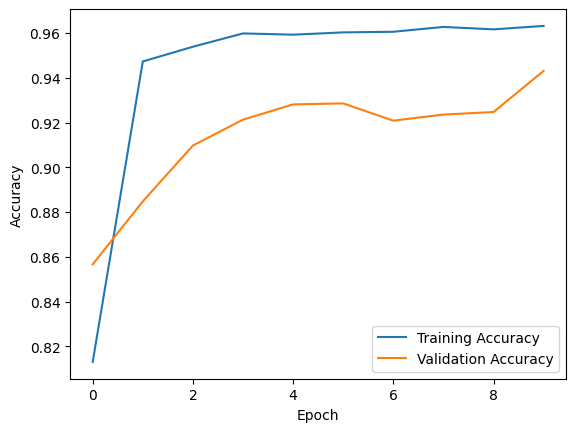 0.96
0.94
0.92
0.90
0.88
0.86
0.84
0.82
Accuracy
0 2 4 6 8
Epoch
Training Accuracy
Validation Accuracy